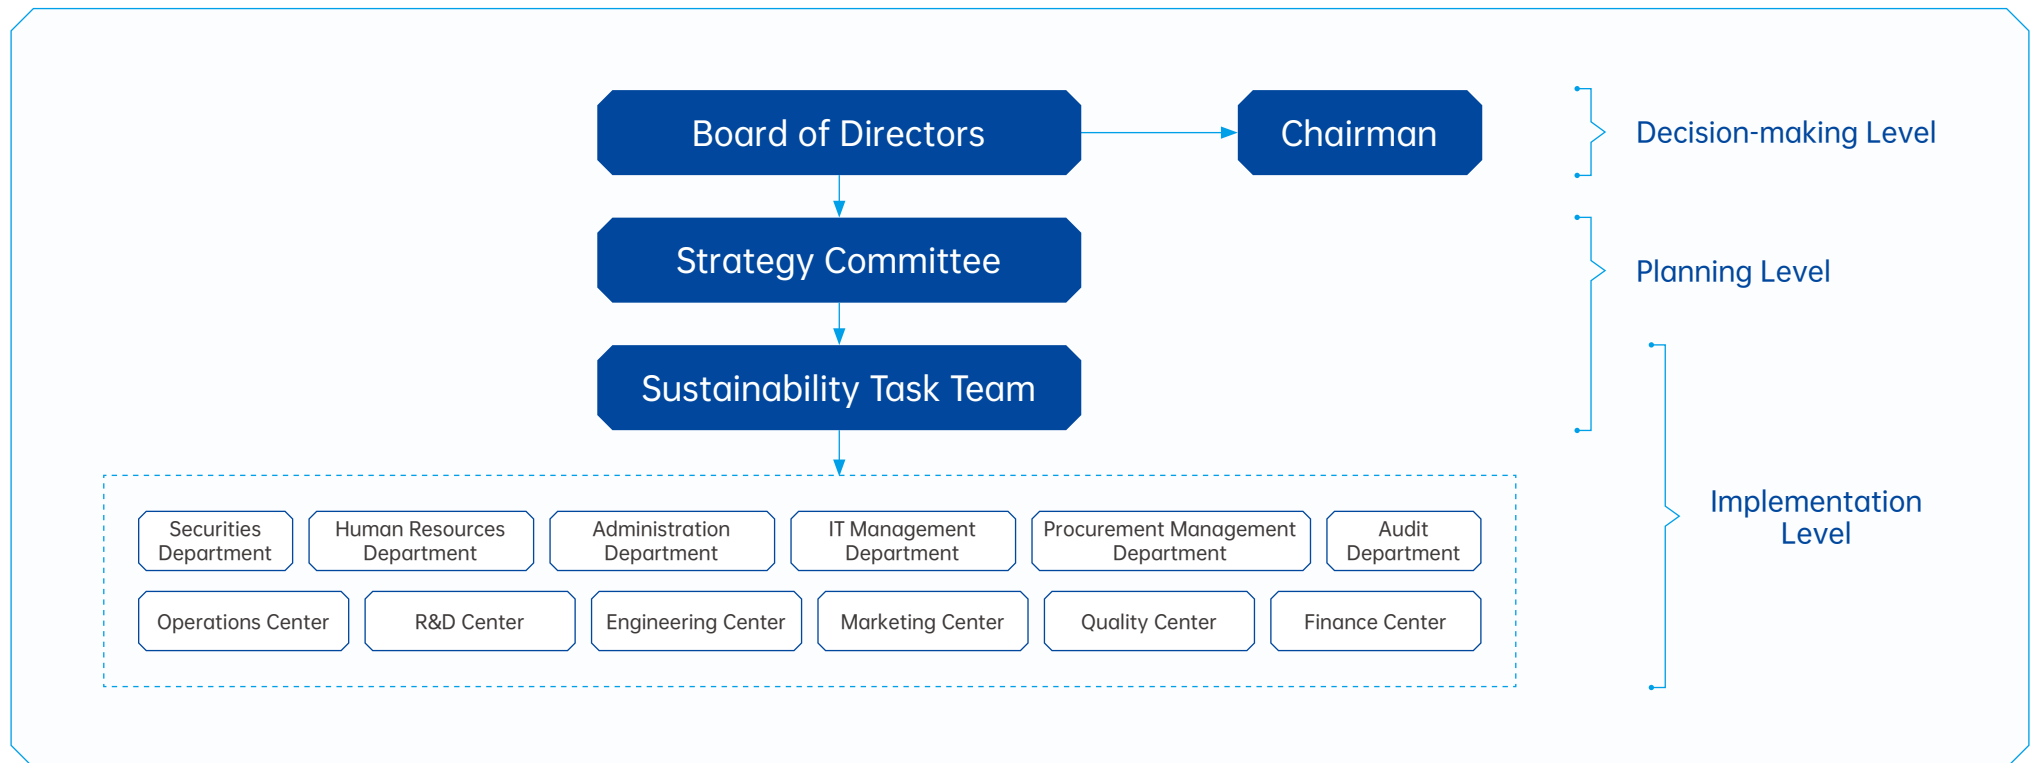 Board of Directors
Chairman
Decision-making Level
Strategy Committee
Planning Level
Sustainability Task Team
Implementation
Level
Securities
Department
Human Resources
Department
Administration
Department
IT Management
Department
Procurement Management
Department
Audit
Department
Operations Center
R&D Center
Engineering Center
Marketing Center
Quality Center
Finance Center